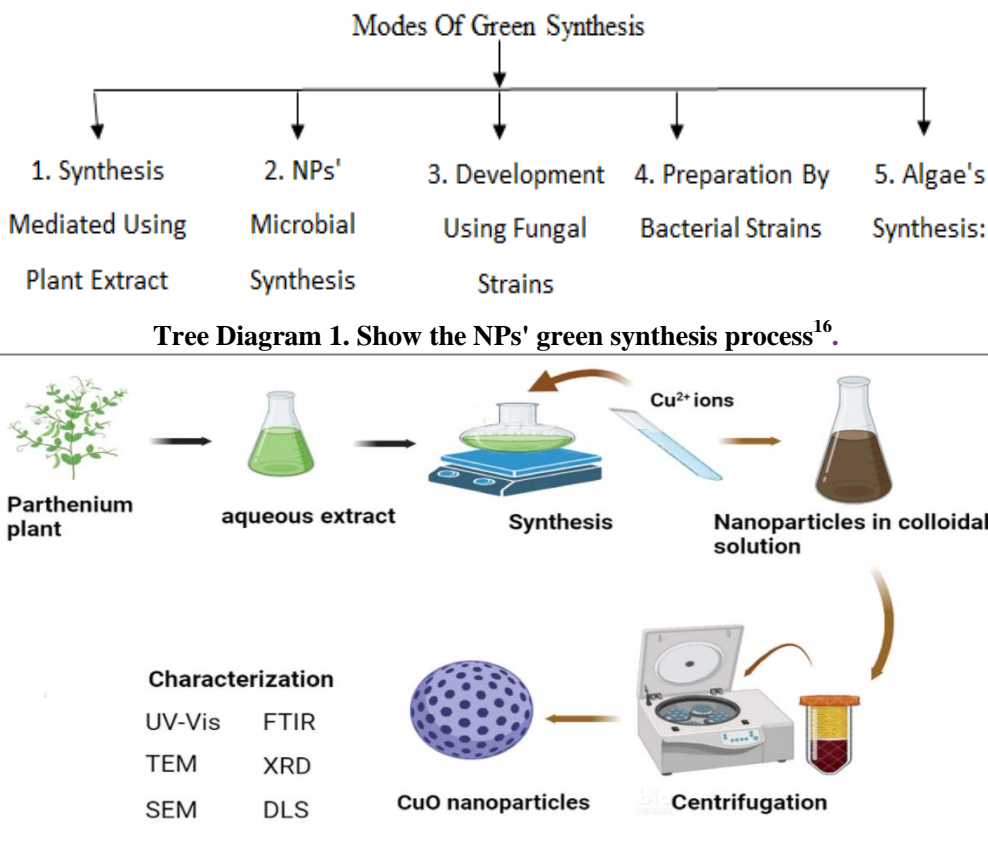 Modes Of Green Synthesis
1. Synthesis
Mediated Using
Plant Extract
2. NPs'
Microbial
Synthesis
3. Development
Using Fungal
Strains
4. Preparation By
Bacterial Strains
5. Algae's
Synthesis:
Tree Diagram 1. Show the NPs' green synthesis process¹⁶.
Parthenium
plant
aqueous extract
Synthesis
Cu²⁺ ions
Nanoparticles in colloidal
solution
Centrifugation
CuO nanoparticles
Characterization
UV-Vis FTIR
TEM XRD
SEM DLS